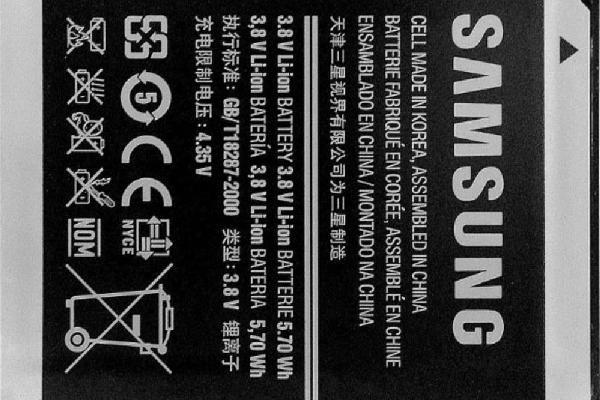 SAMSUNG
CELL MADE IN KOREA, ASSEMBLED IN CHINA
BATTERIE FABRIQUÉ EN CORÉE, ASSEMBLÉ EN CHINE
ENSAMBLADO EN CHINA / MONTADO NA CHINA
天津三星视界有限公司为三星制造
3.8 V Li-ion BATTERY 3.8 V Li-ion BATTERIE 5.70 Wh
3,8 V Li-ion BATERÍA 3,8 V Li-ion BATERIA 5,70 Wh
执行标准: GB/T18287-2000 类型: 3.8 V 锂离子
充电限制电压: 4.35 V
5
CE
NYCE
NOM